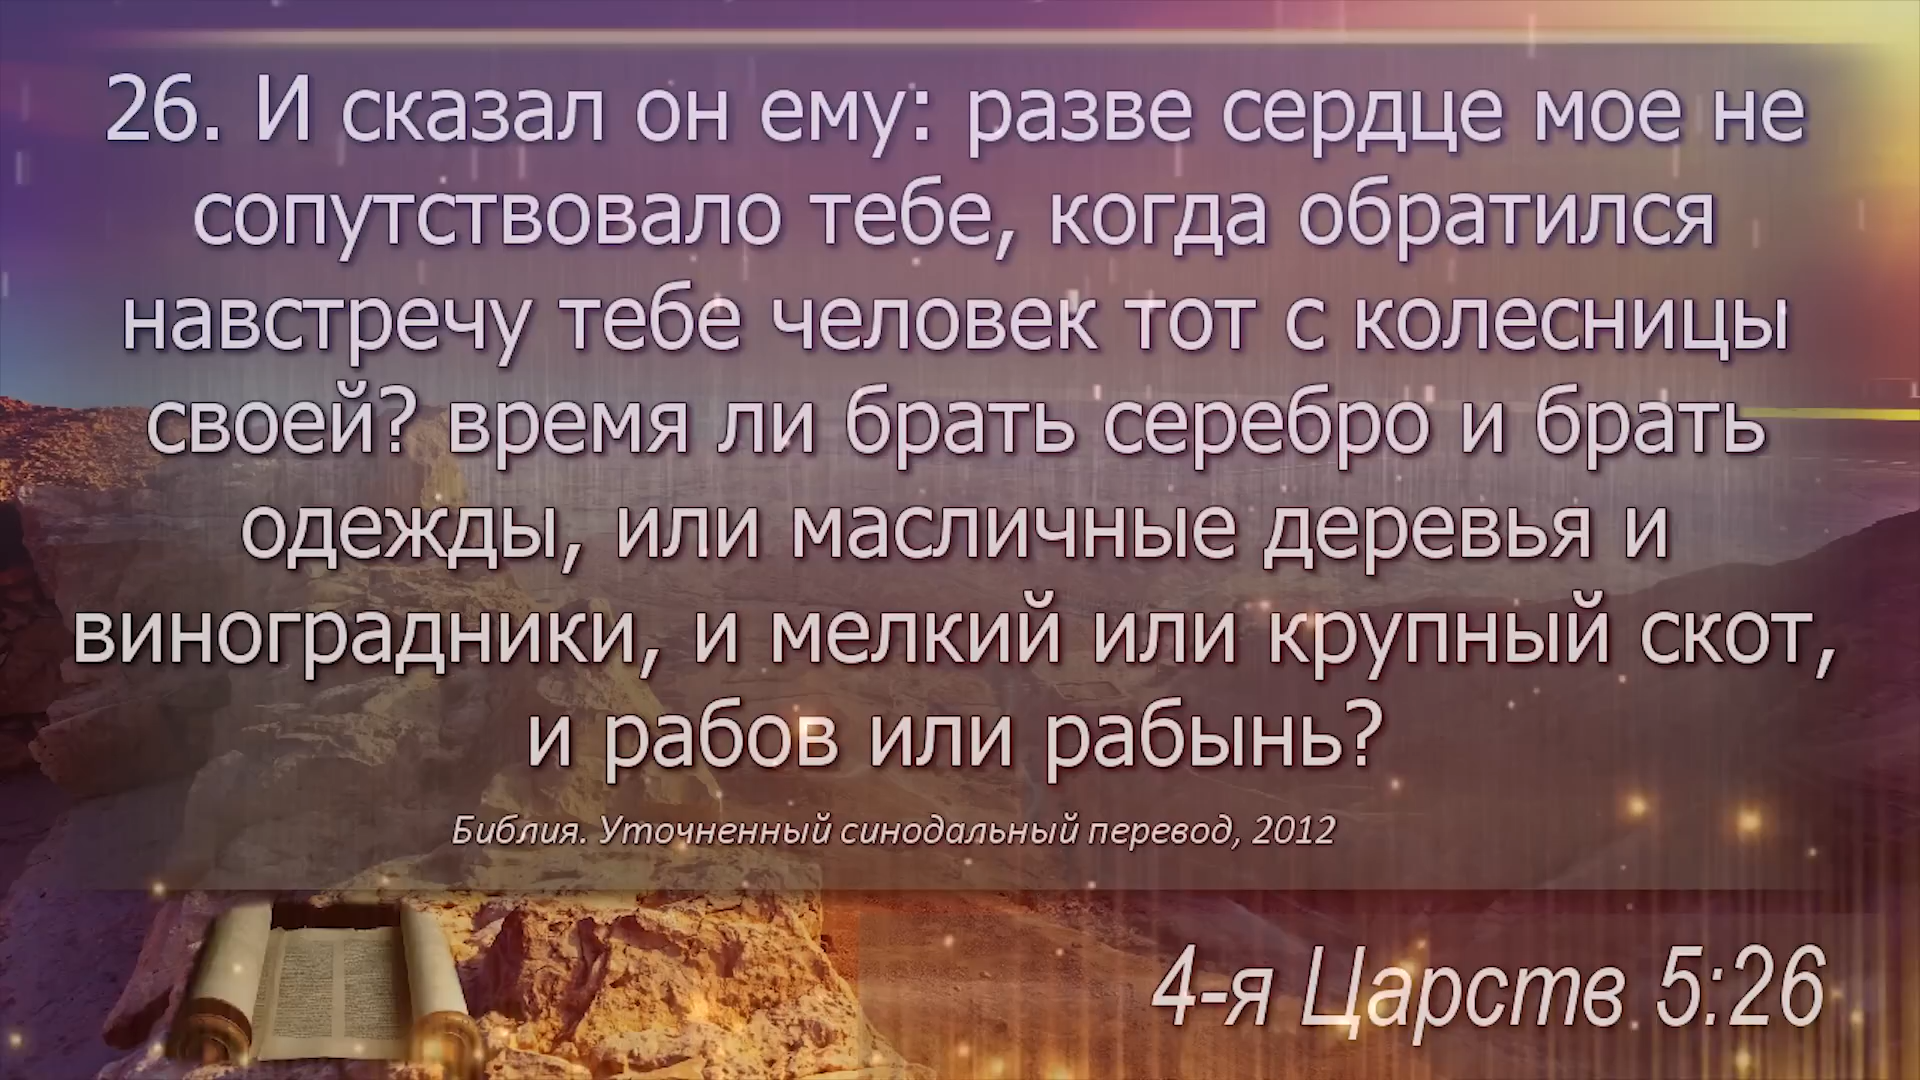 26. И сказал он ему: разве сердце мое не
сопутствовало тебе, когда обратился
навстречу тебе человек тот с колесницы
своей? время ли брать серебро и брать
одежды, или масличные деревья и
виноградники, и мелкий или крупный скот,
и рабов или рабынь?
Библия. Уточненный синодальный перевод, 2012
4-я Царств 5:26